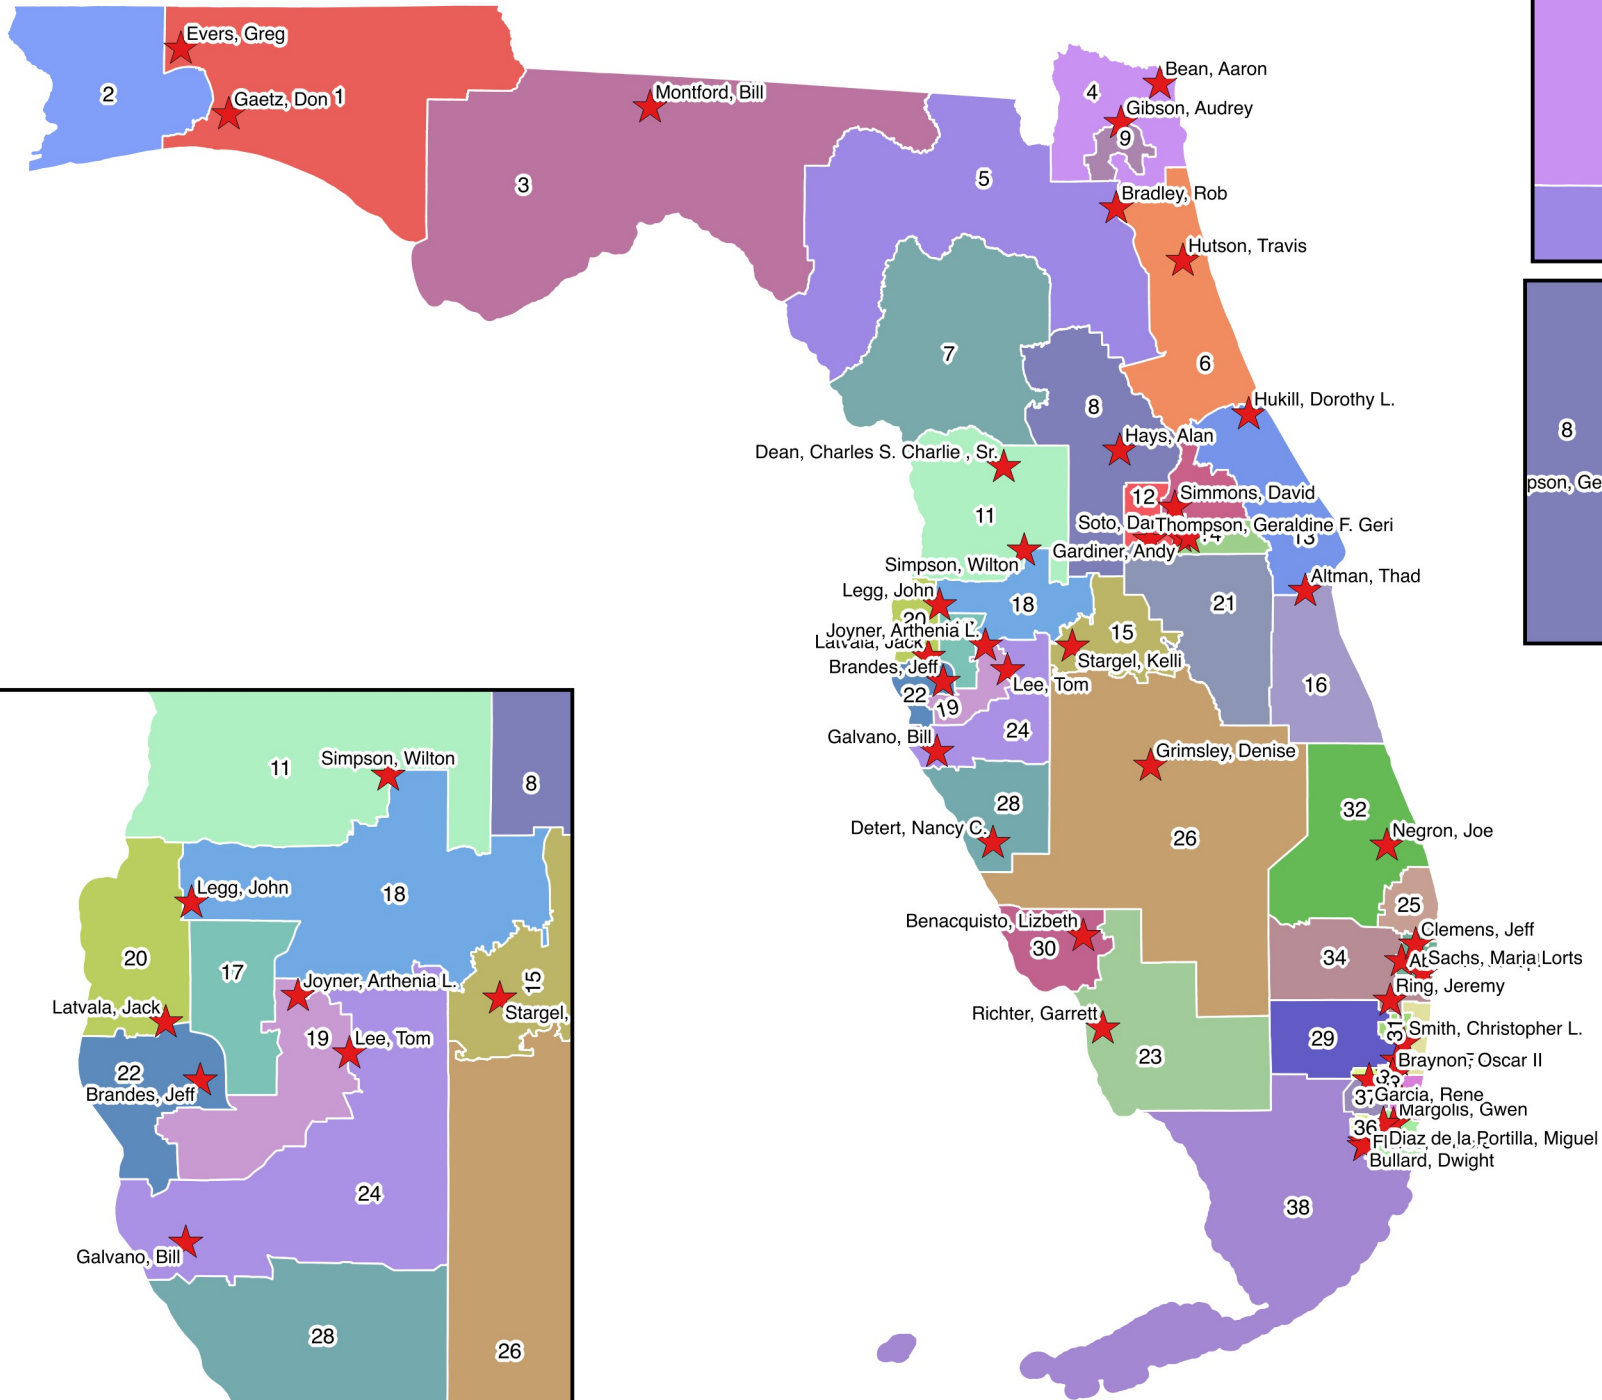 Evers, Greg
Gaetz, Don
1
2
Montford, Bill
3
Bean, Aaron
4
Gibson, Audrey
9
5
Bradley, Rob
Hutson, Travis
6
7
8
Hukill, Dorothy L.
Hays, Alan
Dean, Charles S. Charlie , Sr.
11
12
Simmons, David
Thompson, Geraldine F. Geri
13
Gardiner, Andy
Simpson, Wilton
Altman, Thad
Legg, John
18
21
20
15
Joyner, Arthenia L.
Latvala, Jack
Brandes, Jeff
Stargel, Kelli
Lee, Tom
16
22
19
24
Galvano, Bill
Grimsley, Denise
28
32
Detert, Nancy C.
Negron, Joe
26
25
Benacquisto, Lizbeth
30
Clemens, Jeff
34
Sachs, Maria Lorts
Ring, Jeremy
Richter, Garrett
29
31
Smith, Christopher L.
23
Braynon, Oscar II
37
Garcia, Rene
Margolis, Gwen
36
Diaz de la Portilla, Miguel
Bullard, Dwight
38
8
11
Simpson, Wilton
8
Legg, John
18
20
17
15
Joyner, Arthenia L.
Latvala, Jack
Stargel,
19
Lee, Tom
22
Brandes, Jeff
24
Galvano, Bill
28
26